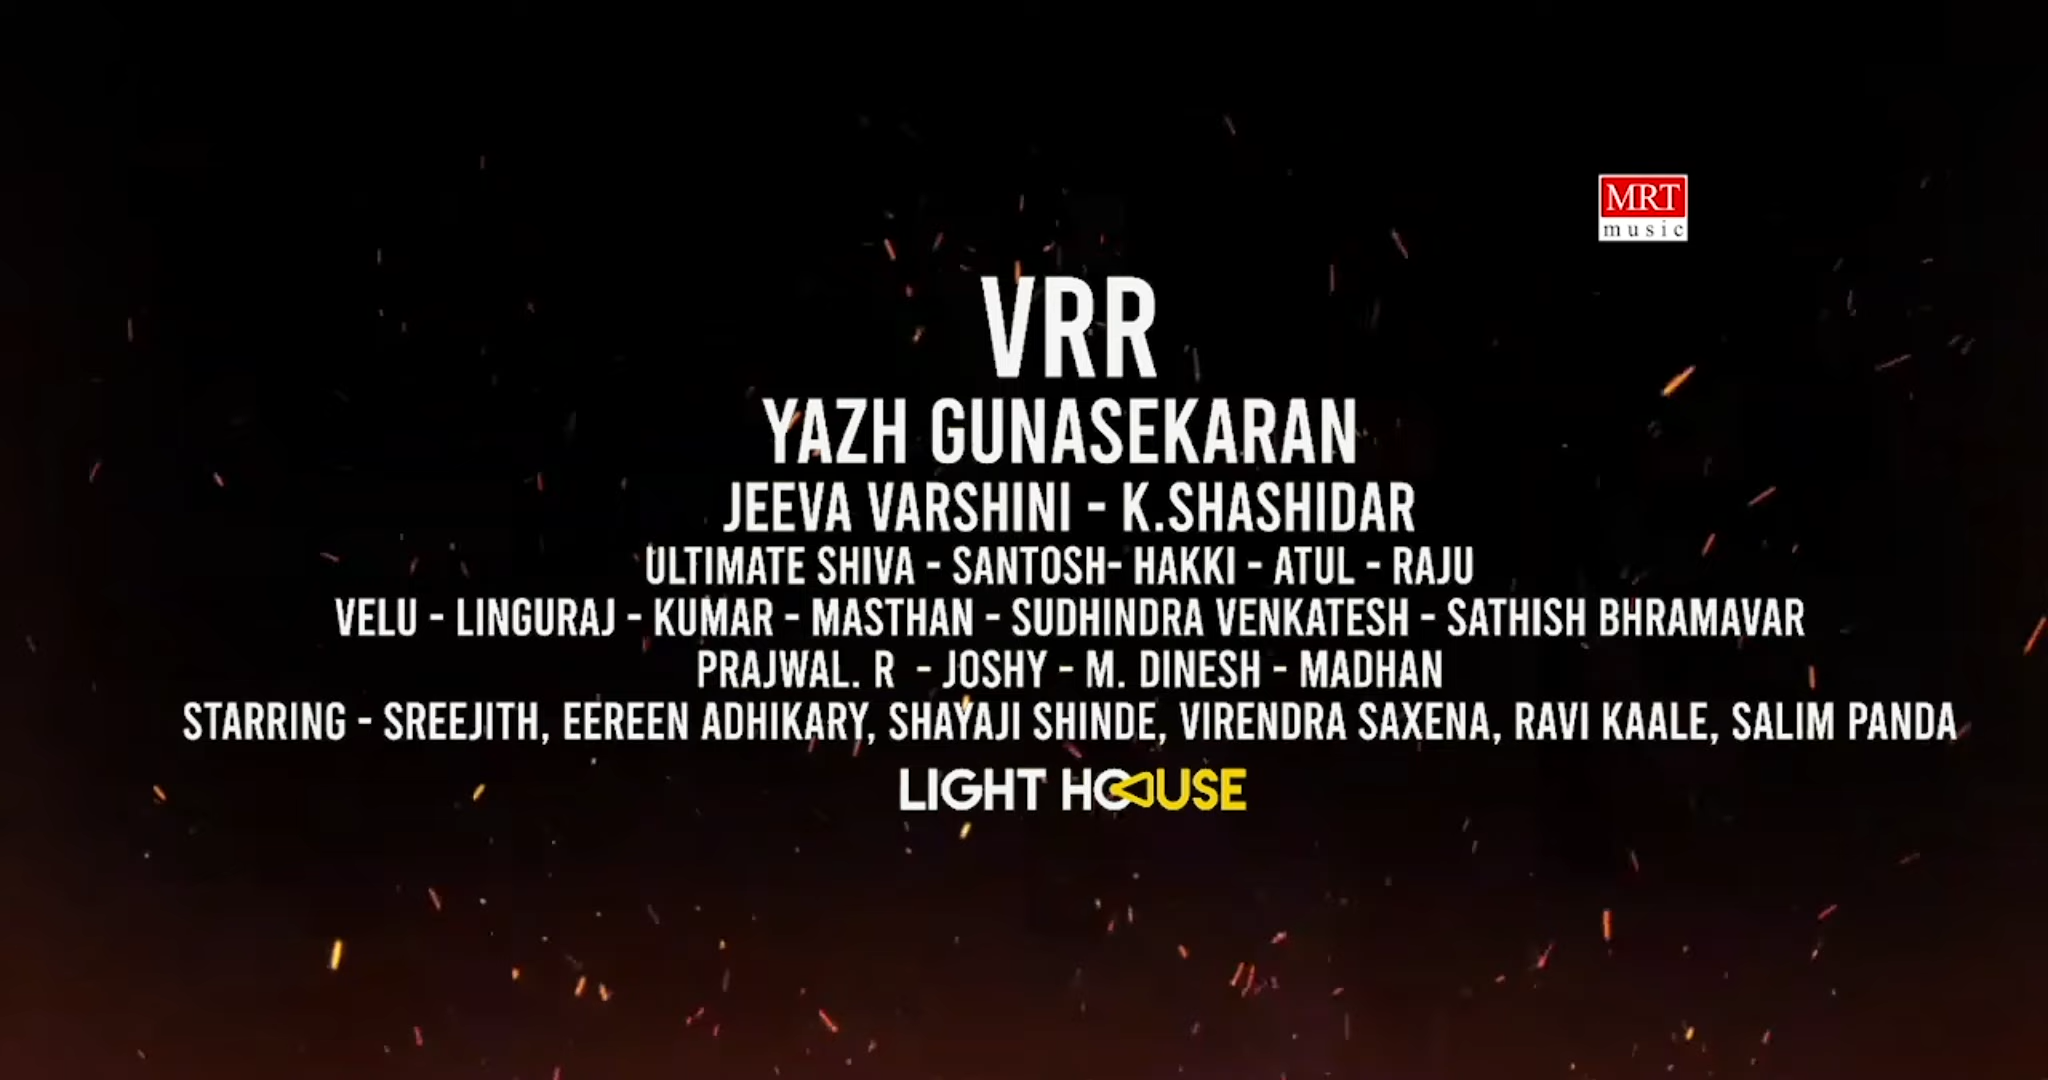 MRT
music
VRR
YAZH GUNASEKARAN
JEEVA VARSHINI - K.SHASHIDAR
ULTIMATE SHIVA - SANTOSH- HAKKI - ATUL - RAJU
VELU - LINGURAJ - KUMAR - MASTHAN - SUDHINDRA VENKATESH - SATHISH BHRAMAVAR
PRAJWAL. R - JOSHY - M. DINESH - MADHAN
STARRING - SREEJITH, EEREEN ADHIKARY, SHAYAJI SHINDE, VIRENDRA SAXENA, RAVI KAALE, SALIM PANDA
LIGHT HOUSE